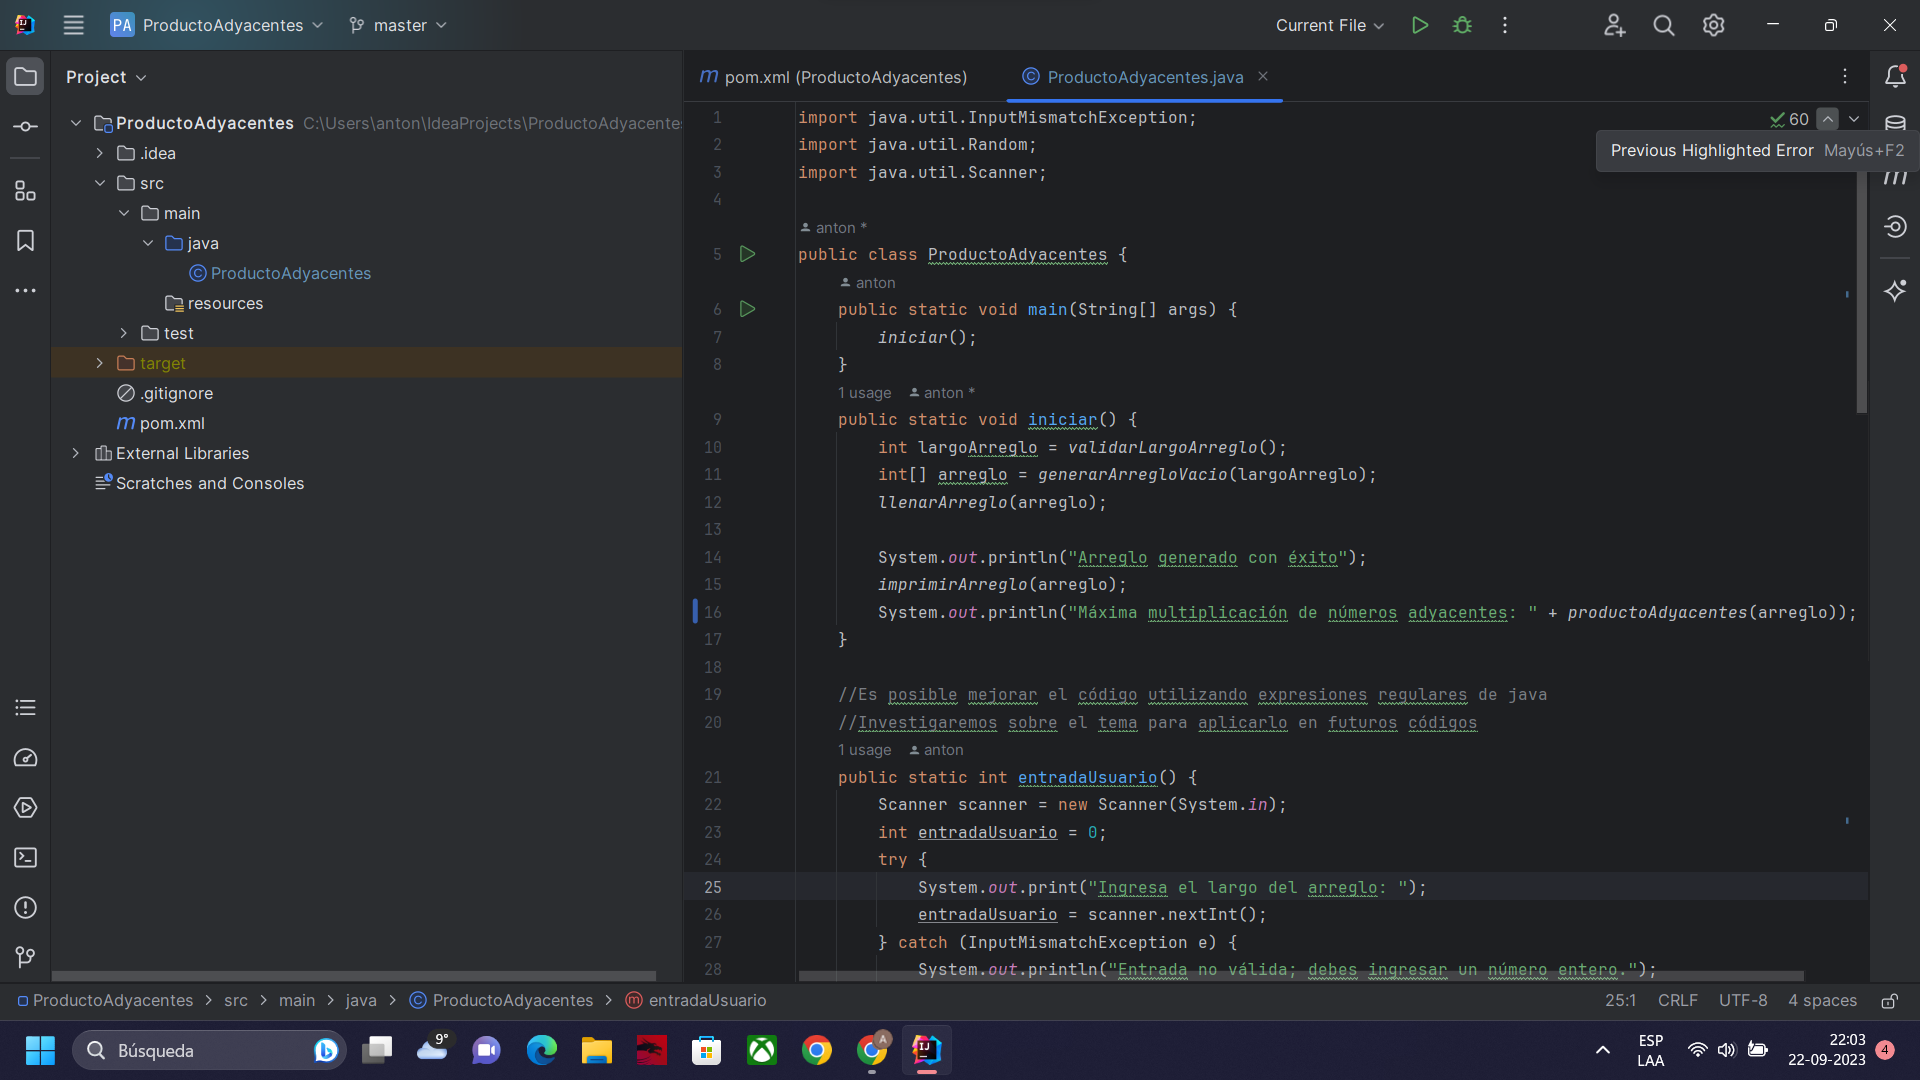 PA ProductoAdyacentes master Current File
Project
pom.xml (ProductoAdyacentes) ProductoAdyacentes.java
ProductoAdyacentes C:\Users\anton\IdeaProjects\ProductoAdyacente
.idea
src
main
java
ProductoAdyacentes
resources
test
target
.gitignore
pom.xml
External Libraries
Scratches and Consoles
60
Previous Highlighted Error Mayús+F2
1 import java.util.InputMismatchException;
2 import java.util.Random;
3 import java.util.Scanner;
4
anton *
5 public class ProductoAdyacentes {
anton
6 public static void main(String[] args) {
7 iniciar();
8 }
1 usage anton *
9 public static void iniciar() {
10 int largoArreglo = validarLargoArreglo();
11 int[] arreglo = generarArregloVacio(largoArreglo);
12 llenarArreglo(arreglo);
13
14 System.out.println("Arreglo generado con éxito");
15 imprimirArreglo(arreglo);
16 System.out.println("Máxima multiplicación de números adyacentes: " + productoAdyacentes(arreglo));
17 }
18
19 //Es posible mejorar el código utilizando expresiones regulares de java
20 //Investigaremos sobre el tema para aplicarlo en futuros códigos
1 usage anton
21 public static int entradaUsuario() {
22 Scanner scanner = new Scanner(System.in);
23 int entradaUsuario = 0;
24 try {
25 System.out.print("Ingresa el largo del arreglo: ");
26 entradaUsuario = scanner.nextInt();
27 } catch (InputMismatchException e) {
28 System.out.println("Entrada no válida; debes ingresar un número entero.");
ProductoAdyacentes > src > main > java > ProductoAdyacentes > entradaUsuario 25:1 CRLF UTF-8 4 spaces
Búsqueda
9°
A
ESP
LAA
22:03
22-09-2023
4